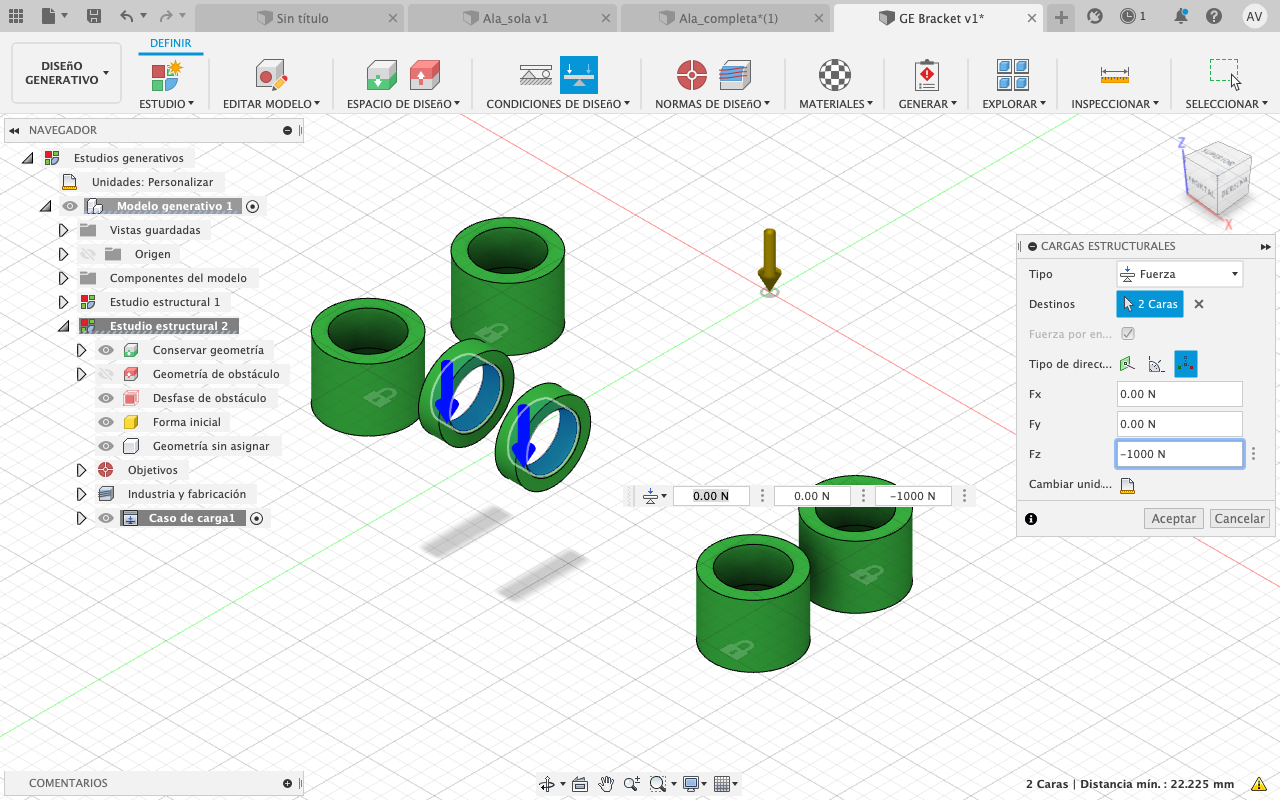 Sin título
Ala_sola v1
Ala_completa*(1)
GE Bracket v1*
1
AV
DISEñO
GENERATIVO
DEFINIR
ESTUDIO
EDITAR MODELO
ESPACIO DE DISEñO
CONDICIONES DE DISEñO
NORMAS DE DISEñO
MATERIALES
GENERAR
EXPLORAR
INSPECCIONAR
SELECCIONAR
NAVEGADOR
Estudios generativos
Unidades: Personalizar
Modelo generativo 1
Vistas guardadas
Origen
Componentes del modelo
Estudio estructural 1
Estudio estructural 2
Conservar geometría
Geometría de obstáculo
Desfase de obstáculo
Forma inicial
Geometría sin asignar
Objetivos
Industria y fabricación
Caso de carga1
Z
SUPERIOR
FRONTAL
DERECHA
X
CARGAS ESTRUCTURALES
Tipo
Fuerza
Destinos
2 Caras
Fuerza por en...
Tipo de direcc...
Fx
0.00 N
Fy
0.00 N
Fz
-1000 N
Cambiar unid...
Aceptar
Cancelar
0.00 N
0.00 N
-1000 N
COMENTARIOS
2 Caras | Distancia mín. : 22.225 mm